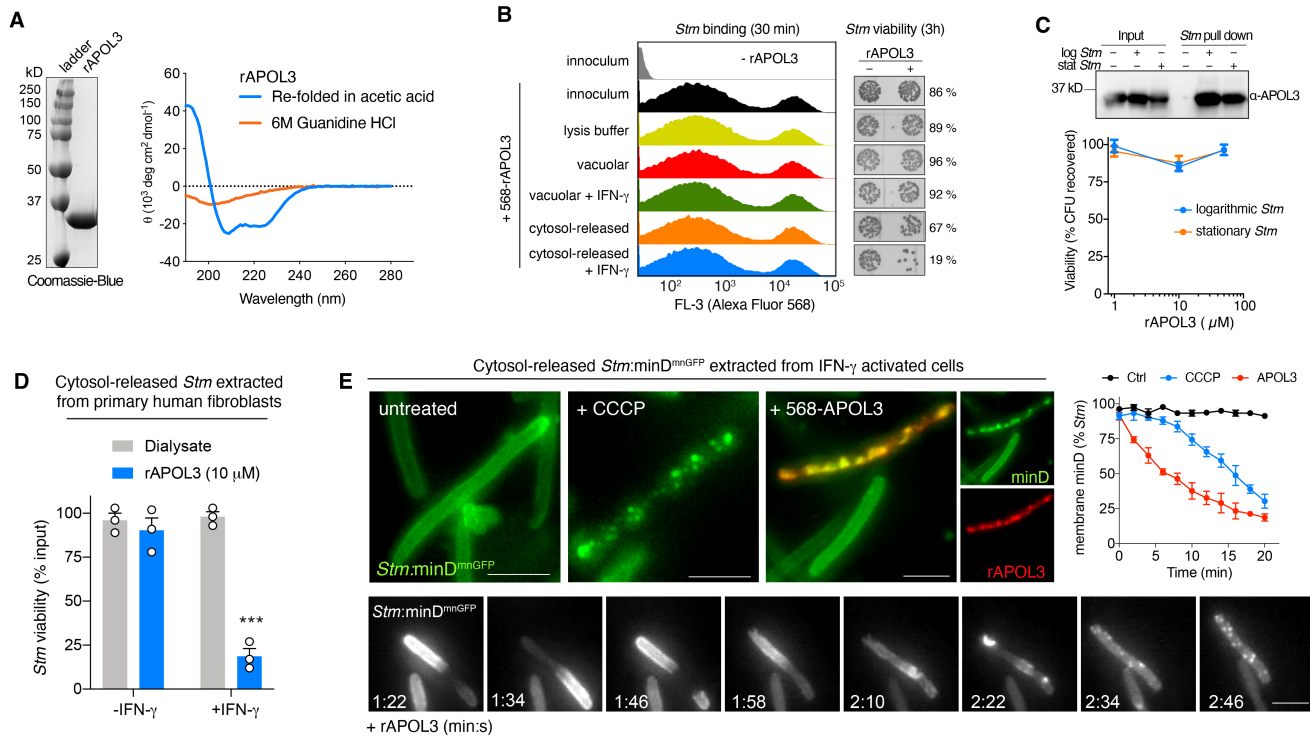 A
kD
ladder
rAPOL3
250
150
100
75
50
37
25
Coomassie-Blue
rAPOL3
Re-folded in acetic acid
6M Guanidine HCl
θ (10³ deg cm² dmol⁻¹)
60
40
20
0
-20
-40
200
220
240
260
280
Wavelength (nm)
B
Stm binding (30 min)
Stm viability (3h)
- rAPOL3
rAPOL3
– +
+ 568-rAPOL3
innoculum
innoculum
86 %
lysis buffer
89 %
vacuolar
96 %
vacuolar + IFN-γ
92 %
cytosol-released
67 %
cytosol-released
+ IFN-γ
19 %
10² 10³ 10⁴ 10⁵
FL-3 (Alexa Fluor 568)
C
Input
Stm pull down
log Stm – + – – + –
stat Stm – – + – – +
37 kD
α-APOL3
Viability (% CFU recovered)
100
75
50
25
0
logarithmic Stm
stationary Stm
1 10 100
rAPOL3 ( μM)
D
Cytosol-released Stm extracted
from primary human fibroblasts
Dialysate
rAPOL3 (10 μM)
Stm viability (% input)
100
75
50
25
0
***
-IFN-γ
+IFN-γ
E
Cytosol-released Stm:minDmnGFP extracted from IFN-γ activated cells
untreated
+ CCCP
+ 568-APOL3
minD
rAPOL3
Stm:minDmnGFP
Ctrl
CCCP
APOL3
membrane minD (% Stm)
100
75
50
25
0
0 5 10 15 20
Time (min)
Stm:minDmnGFP
1:22
1:34
1:46
1:58
2:10
2:22
2:34
2:46
+ rAPOL3 (min:s)